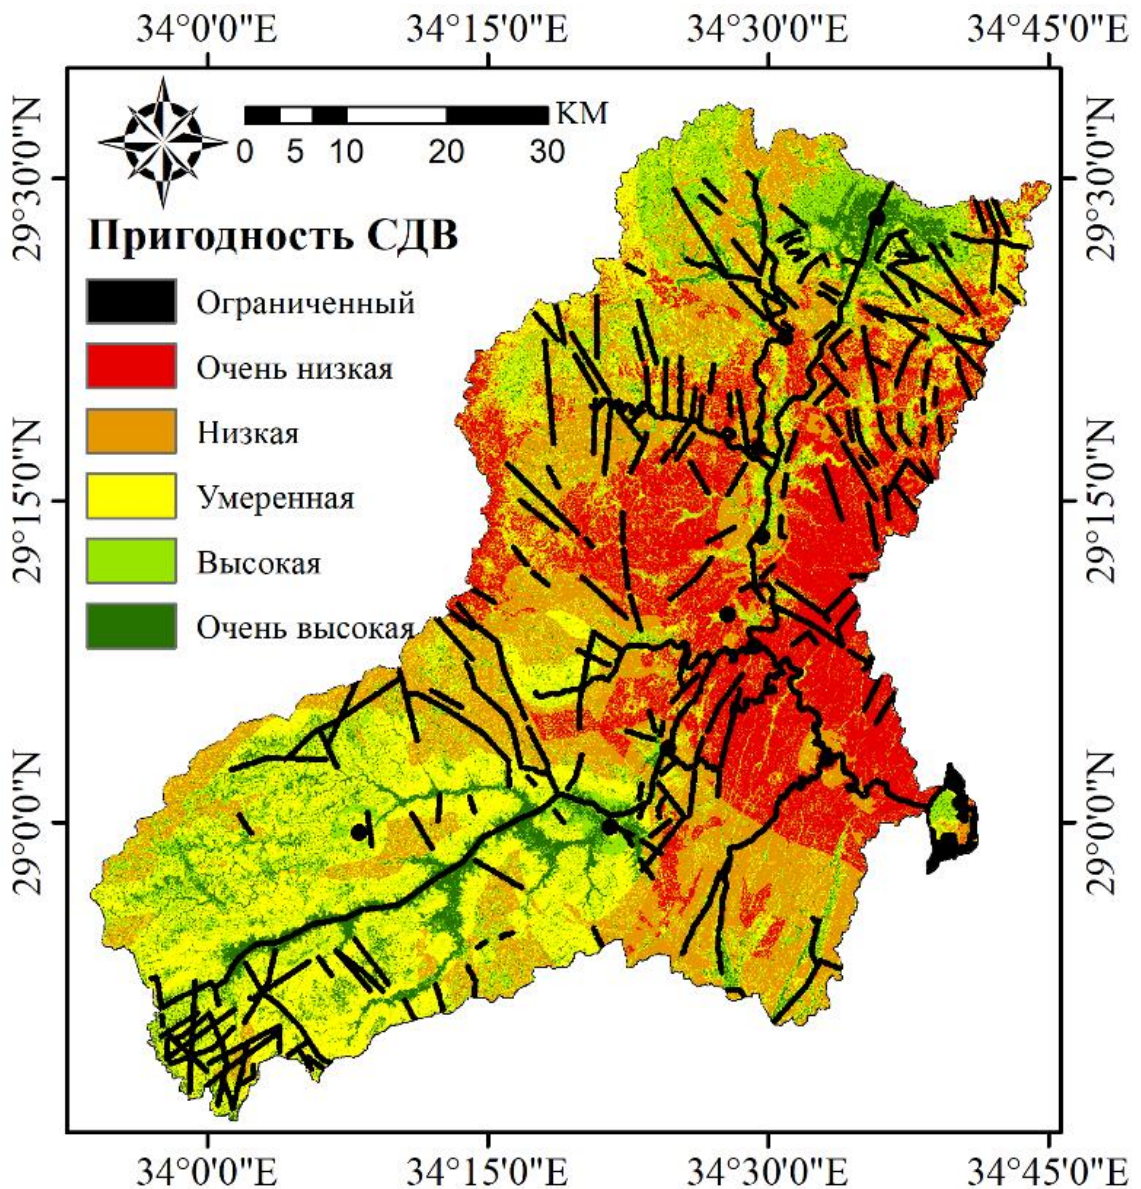 34°0'0"E 34°15'0"E 34°30'0"E 34°45'0"E
KM
0 5 10 20 30
29°30'0"N 29°30'0"N
Пригодность СДВ
Ограниченный
Очень низкая
Низкая
Умеренная
Высокая
Очень высокая
29°15'0"N 29°15'0"N
29°0'0"N 29°0'0"N
34°0'0"E 34°15'0"E 34°30'0"E 34°45'0"E